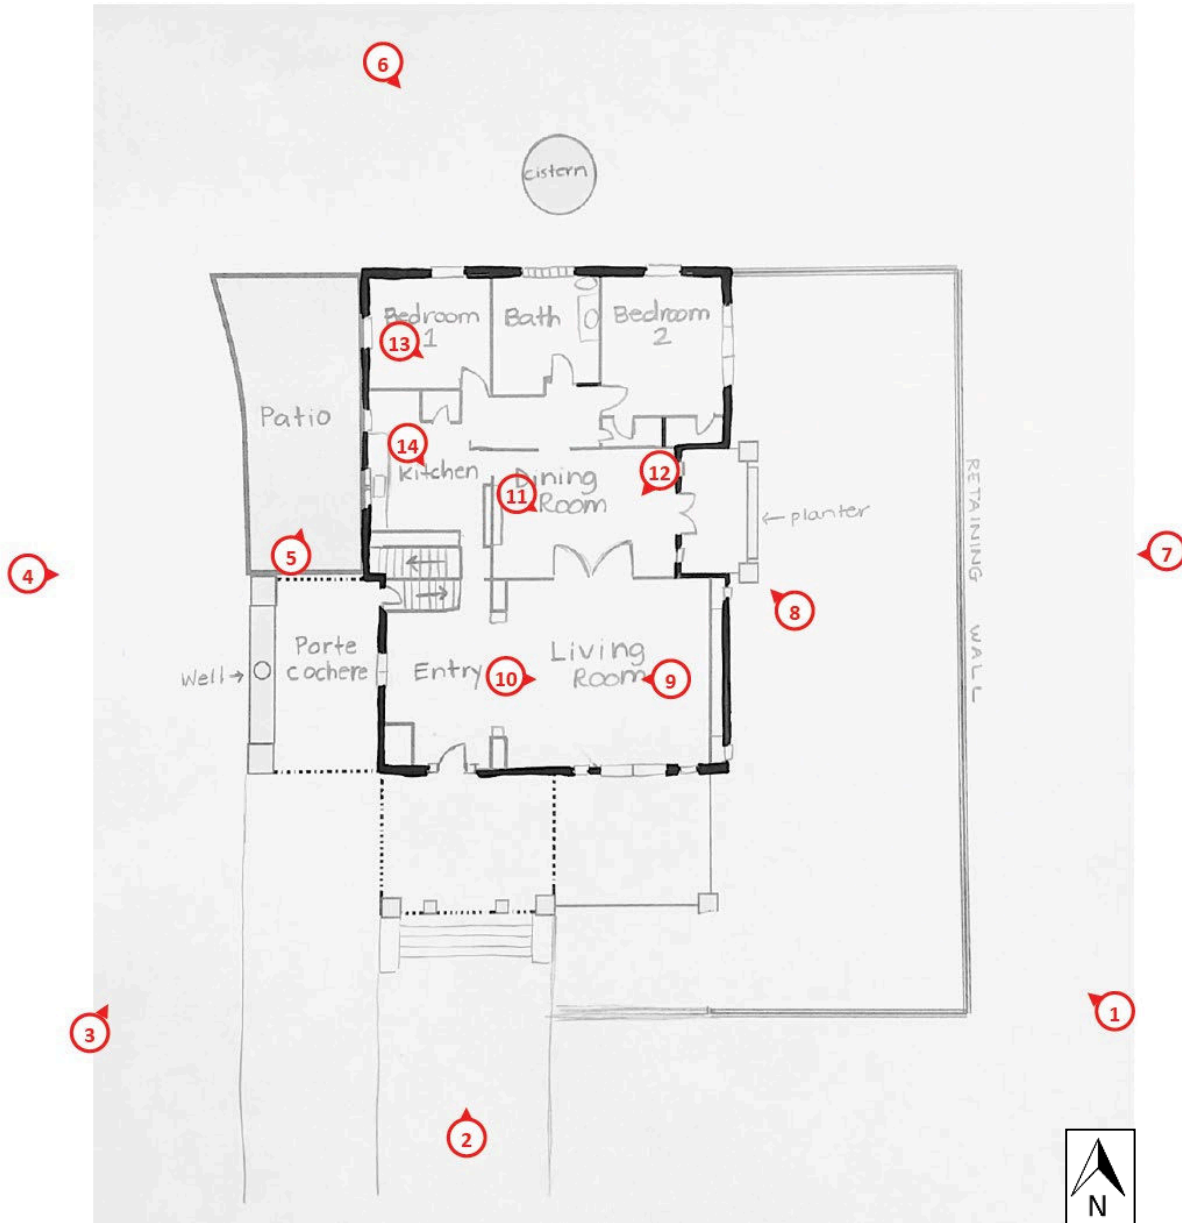 6
cistern
Bedroom
1
Bath
Bedroom
2
13
Patio
14
Kitchen
Dining
Room
11
12
RETAINING WALL
← planter
5
4
7
8
Porte
cochere
Well →
Entry
Living
Room
10
9
3
1
2
N